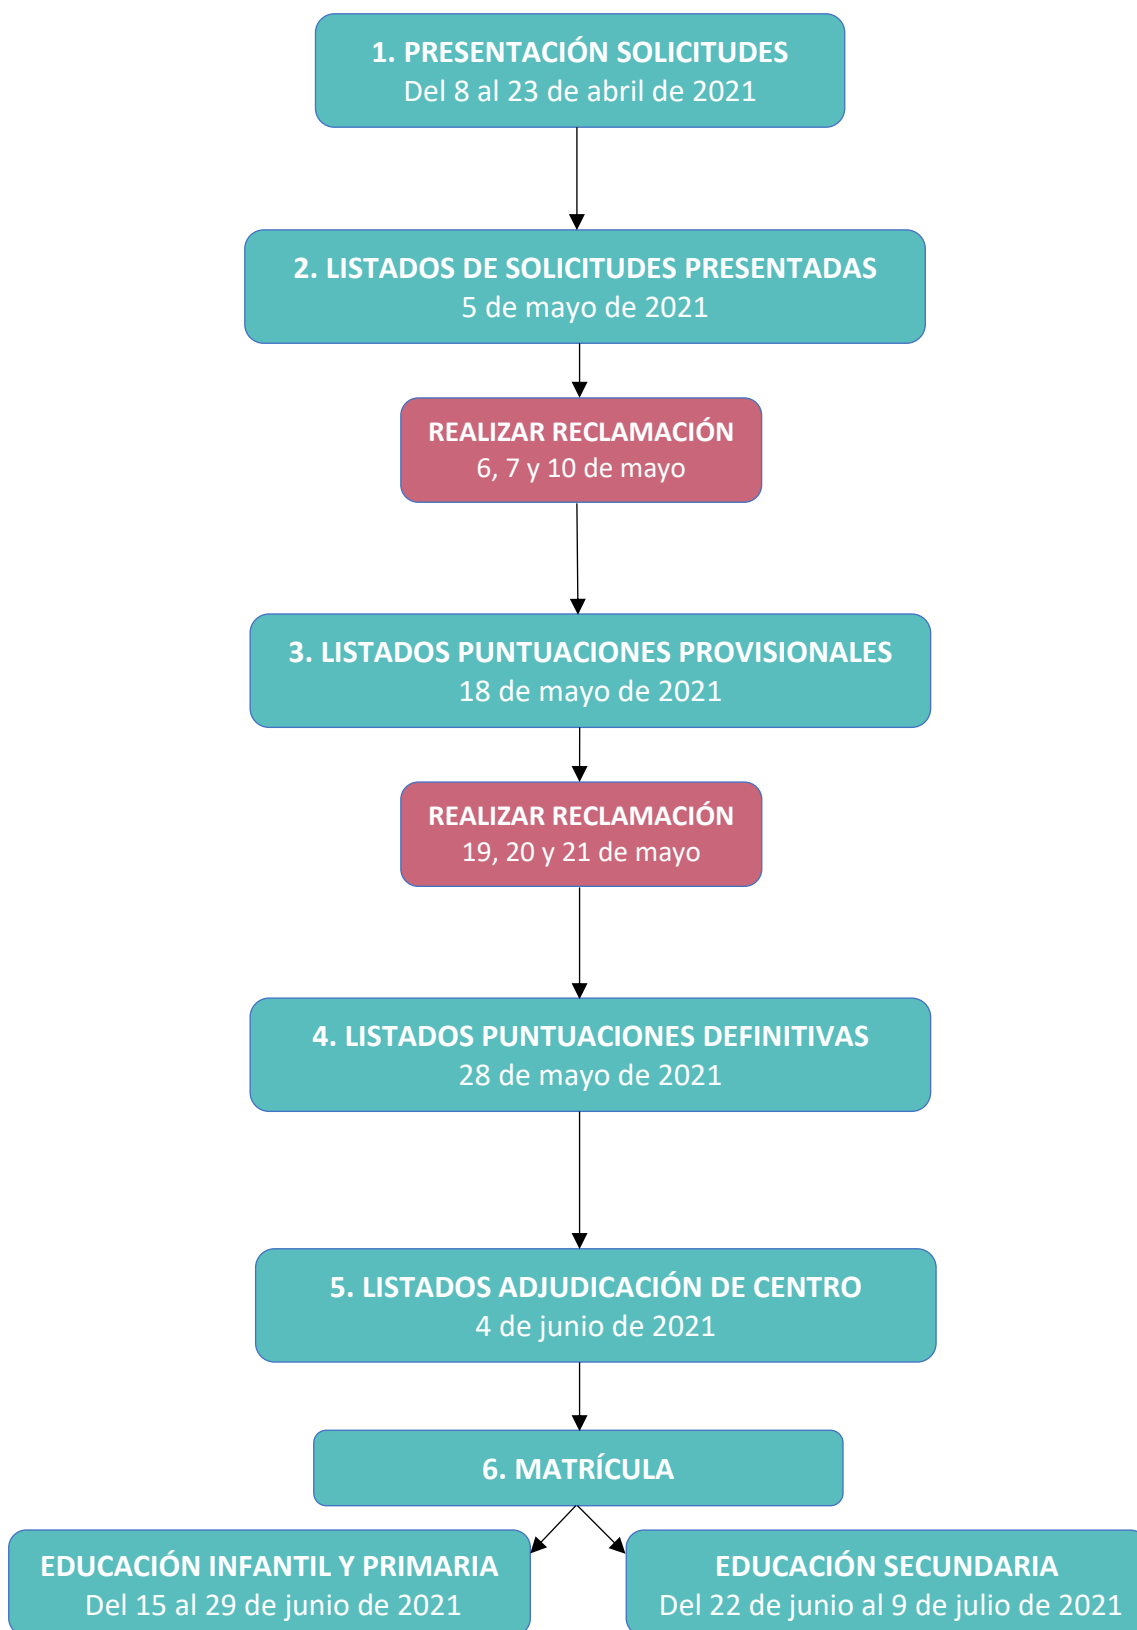 1. PRESENTACIÓN SOLICITUDES
Del 8 al 23 de abril de 2021
2. LISTADOS DE SOLICITUDES PRESENTADAS
5 de mayo de 2021
REALIZAR RECLAMACIÓN
6, 7 y 10 de mayo
3. LISTADOS PUNTUACIONES PROVISIONALES
18 de mayo de 2021
REALIZAR RECLAMACIÓN
19, 20 y 21 de mayo
4. LISTADOS PUNTUACIONES DEFINITIVAS
28 de mayo de 2021
5. LISTADOS ADJUDICACIÓN DE CENTRO
4 de junio de 2021
6. MATRÍCULA
EDUCACIÓN INFANTIL Y PRIMARIA
Del 15 al 29 de junio de 2021
EDUCACIÓN SECUNDARIA
Del 22 de junio al 9 de julio de 2021